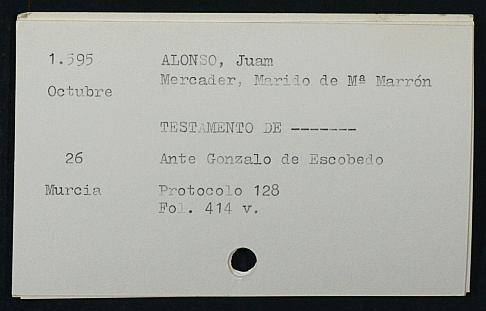 1.595 ALONSO, Juam
Mercader, Marido de Mª Marrón
Octubre
TESTAMENTO DE -------
26 Ante Gonzalo de Escobedo
Murcia Protocolo 128
Fol. 414 v.